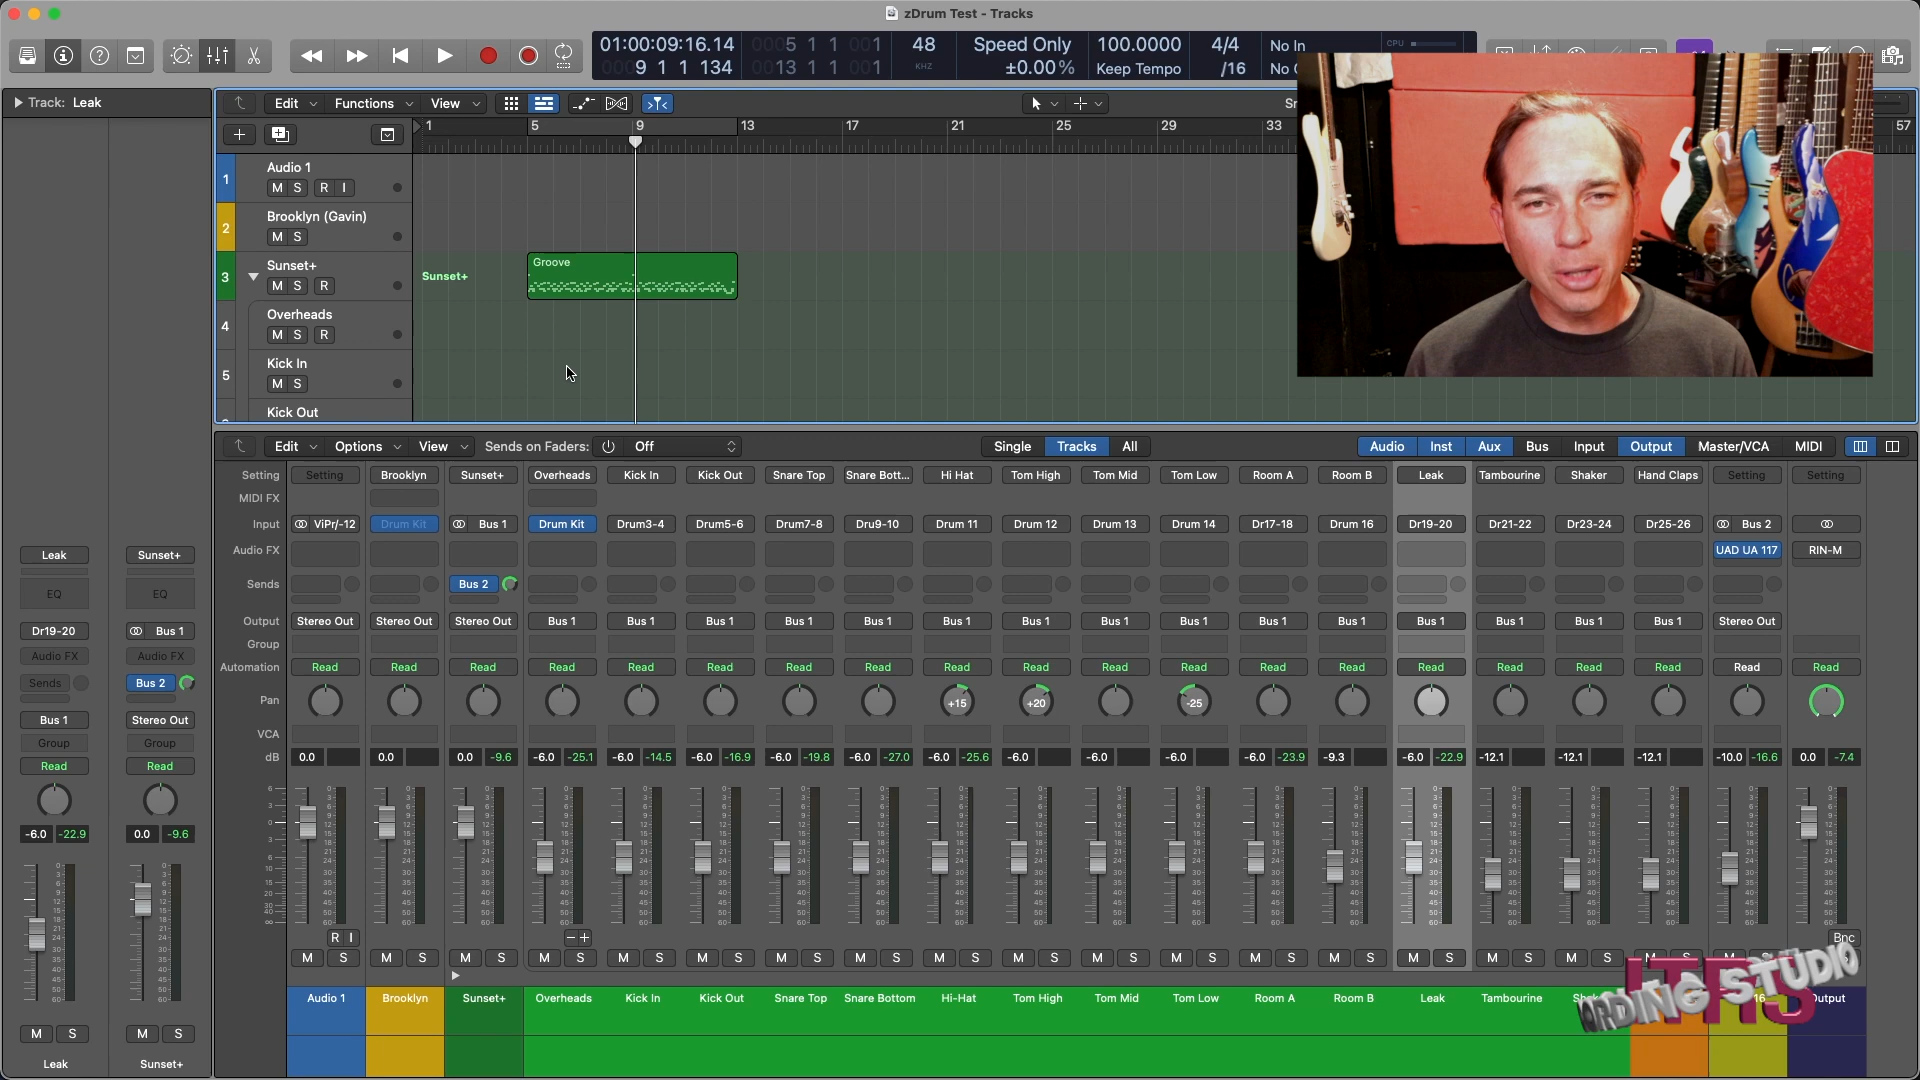 zDrum Test - Tracks
01:00:09:16.14
9 1 1 134
0005 1 1 001
0013 1 1 001
48
KHZ
Speed Only
±0.00%
100.0000
Keep Tempo
4/4
/16
No In
CPU
Track: Leak
Edit
Functions
View
1 5 9 13 17 21 25 29 33 57
1
Audio 1
M S R I
2
Brooklyn (Gavin)
M S
3
Sunset+
M S R
Sunset+
Groove
4
Overheads
M S R
5
Kick In
M S
Kick Out
Edit Options View Sends on Faders: Off
Single Tracks All
Audio Inst Aux Bus Input Output Master/VCA MIDI
Setting Setting Brooklyn Sunset+ Overheads Kick In Kick Out Snare Top Snare Bott... Hi Hat Tom High Tom Mid Tom Low Room A Room B Leak Tambourine Shaker Hand Claps Setting Setting
MIDI FX
Input ViPr/-12 Drum Kit Bus 1 Drum Kit Drum3-4 Drum5-6 Drum7-8 Dru9-10 Drum 11 Drum 12 Drum 13 Drum 14 Dr17-18 Drum 16 Dr19-20 Dr21-22 Dr23-24 Dr25-26 Bus 2
Audio FX UAD UA 117 RIN-M
Sends Bus 2
Output Stereo Out Stereo Out Stereo Out Bus 1 Bus 1 Bus 1 Bus 1 Bus 1 Bus 1 Bus 1 Bus 1 Bus 1 Bus 1 Bus 1 Bus 1 Bus 1 Bus 1 Bus 1 Stereo Out
Group
Automation Read Read Read Read Read Read Read Read Read Read Read Read Read Read Read Read Read Read Read Read
Pan +15 +20 -25
VCA
dB 0.0 0.0 0.0 -9.6 -6.0 -25.1 -6.0 -14.5 -6.0 -16.9 -6.0 -19.8 -6.0 -27.0 -6.0 -25.6 -6.0 -6.0 -6.0 -6.0 -23.9 -9.3 -6.0 -22.9 -12.1 -12.1 -12.1 -10.0 -16.6 0.0 -7.4
R I
Bnc
M S M S M S M S M S M S M S M S M S M S M S M S M S M S M S M S M S
Audio 1 Brooklyn Sunset+ Overheads Kick In Kick Out Snare Top Snare Bottom Hi-Hat Tom High Tom Mid Tom Low Room A Room B Leak Tambourine Output
Leak Sunset+
EQ EQ
Dr19-20 Bus 1
Audio FX Audio FX
Sends Bus 2
Bus 1 Stereo Out
Group Group
Read Read
-6.0 -22.9 0.0 -9.6
M S M S
Leak Sunset+
STUDIO